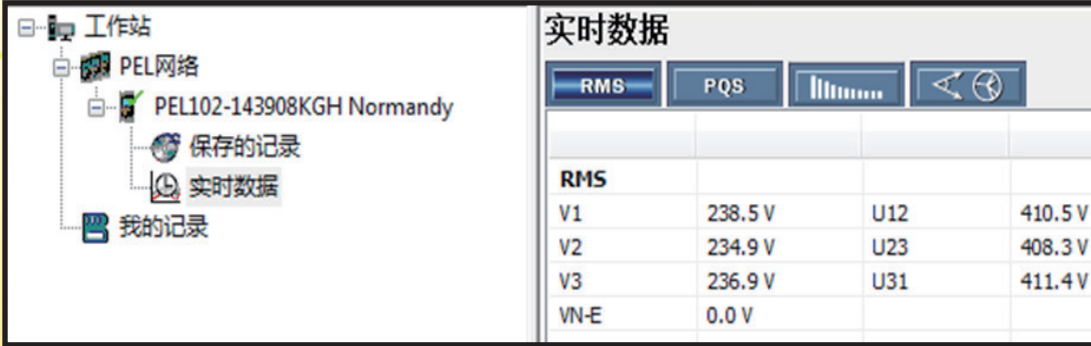 工作站
PEL网络
PEL102-143908KGH Normandy
保存的记录
实时数据
我的记录
实时数据
RMS PQS
RMS
V1 238.5 V U12 410.5 V
V2 234.9 V U23 408.3 V
V3 236.9 V U31 411.4 V
VN-E 0.0 V